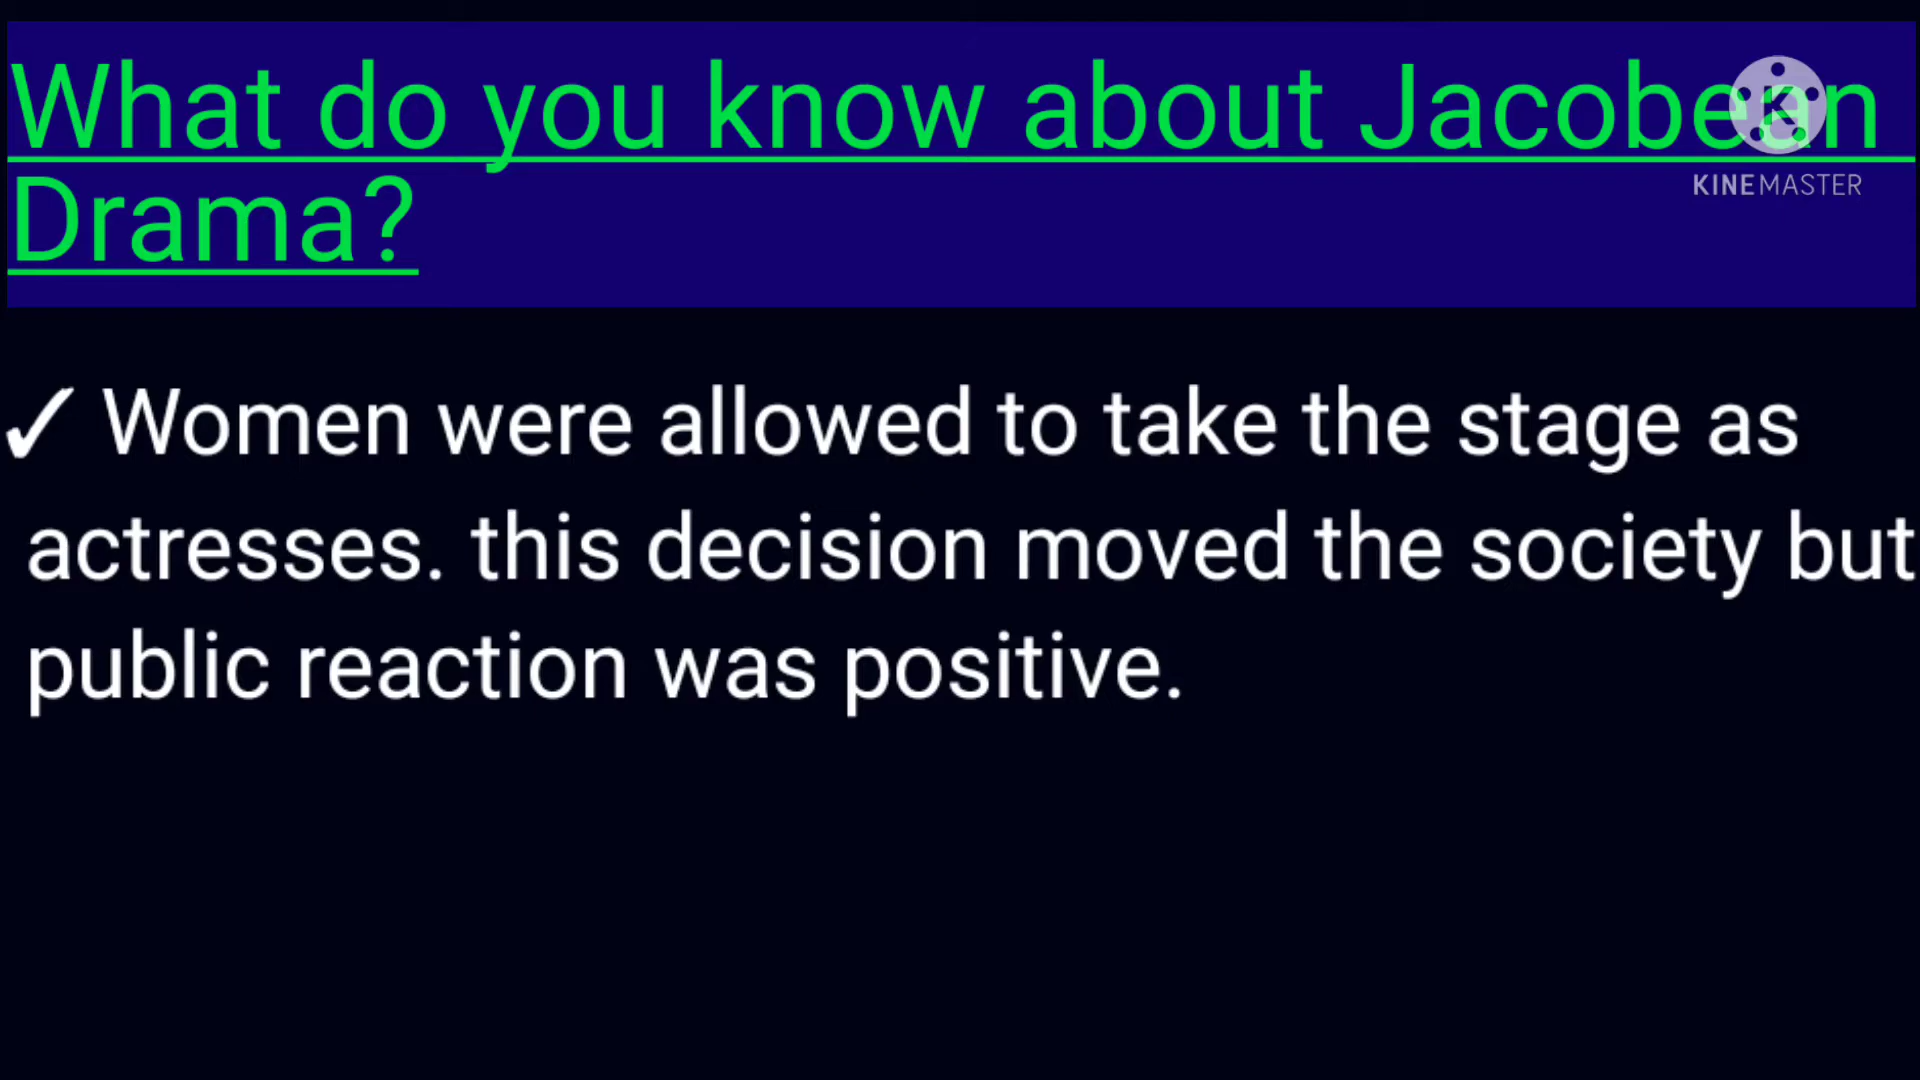 What do you know about Jacobean
Drama?
KINEMASTER
✓ Women were allowed to take the stage as
actresses. this decision moved the society but
public reaction was positive.